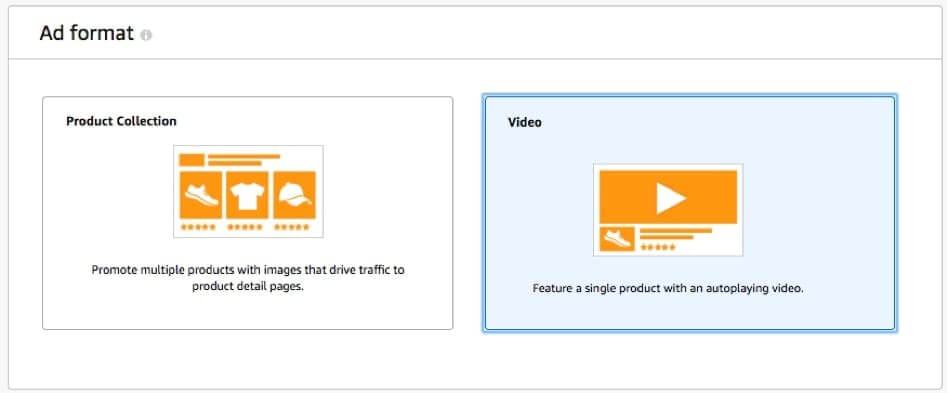 Ad format
Product Collection
Promote multiple products with images that drive traffic to
product detail pages.
Video
Feature a single product with an autoplaying video.